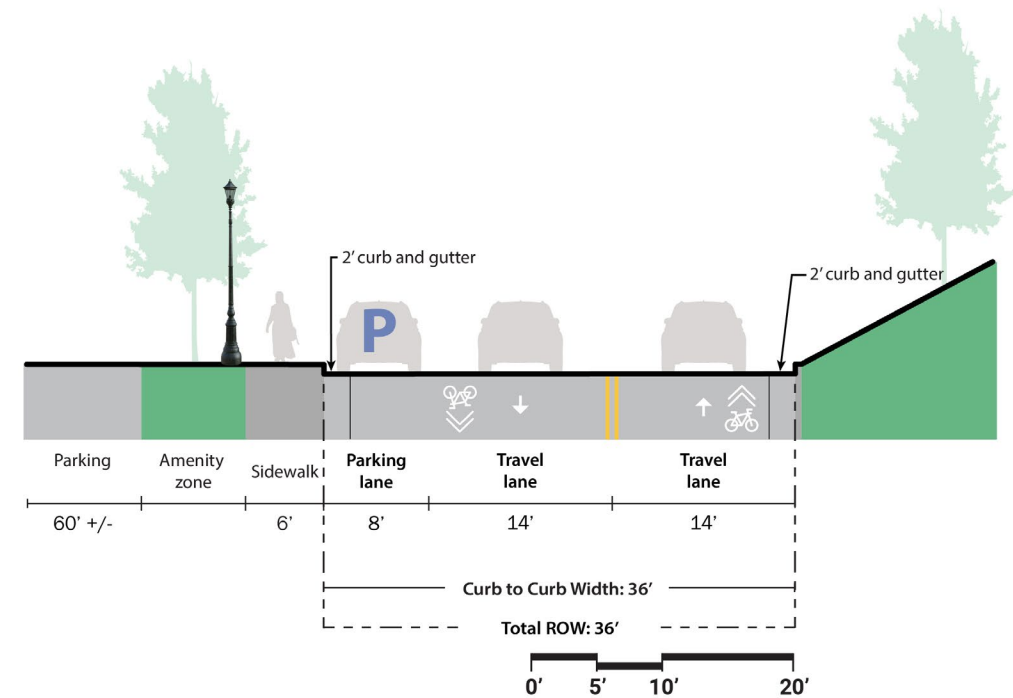 2’ curb and gutter
2’ curb and gutter
P
Parking
Amenity
zone
Sidewalk
Parking
lane
Travel
lane
Travel
lane
60’ +/-
6’
8’
14’
14’
Curb to Curb Width: 36’
Total ROW: 36’
0’ 5’ 10’ 20’